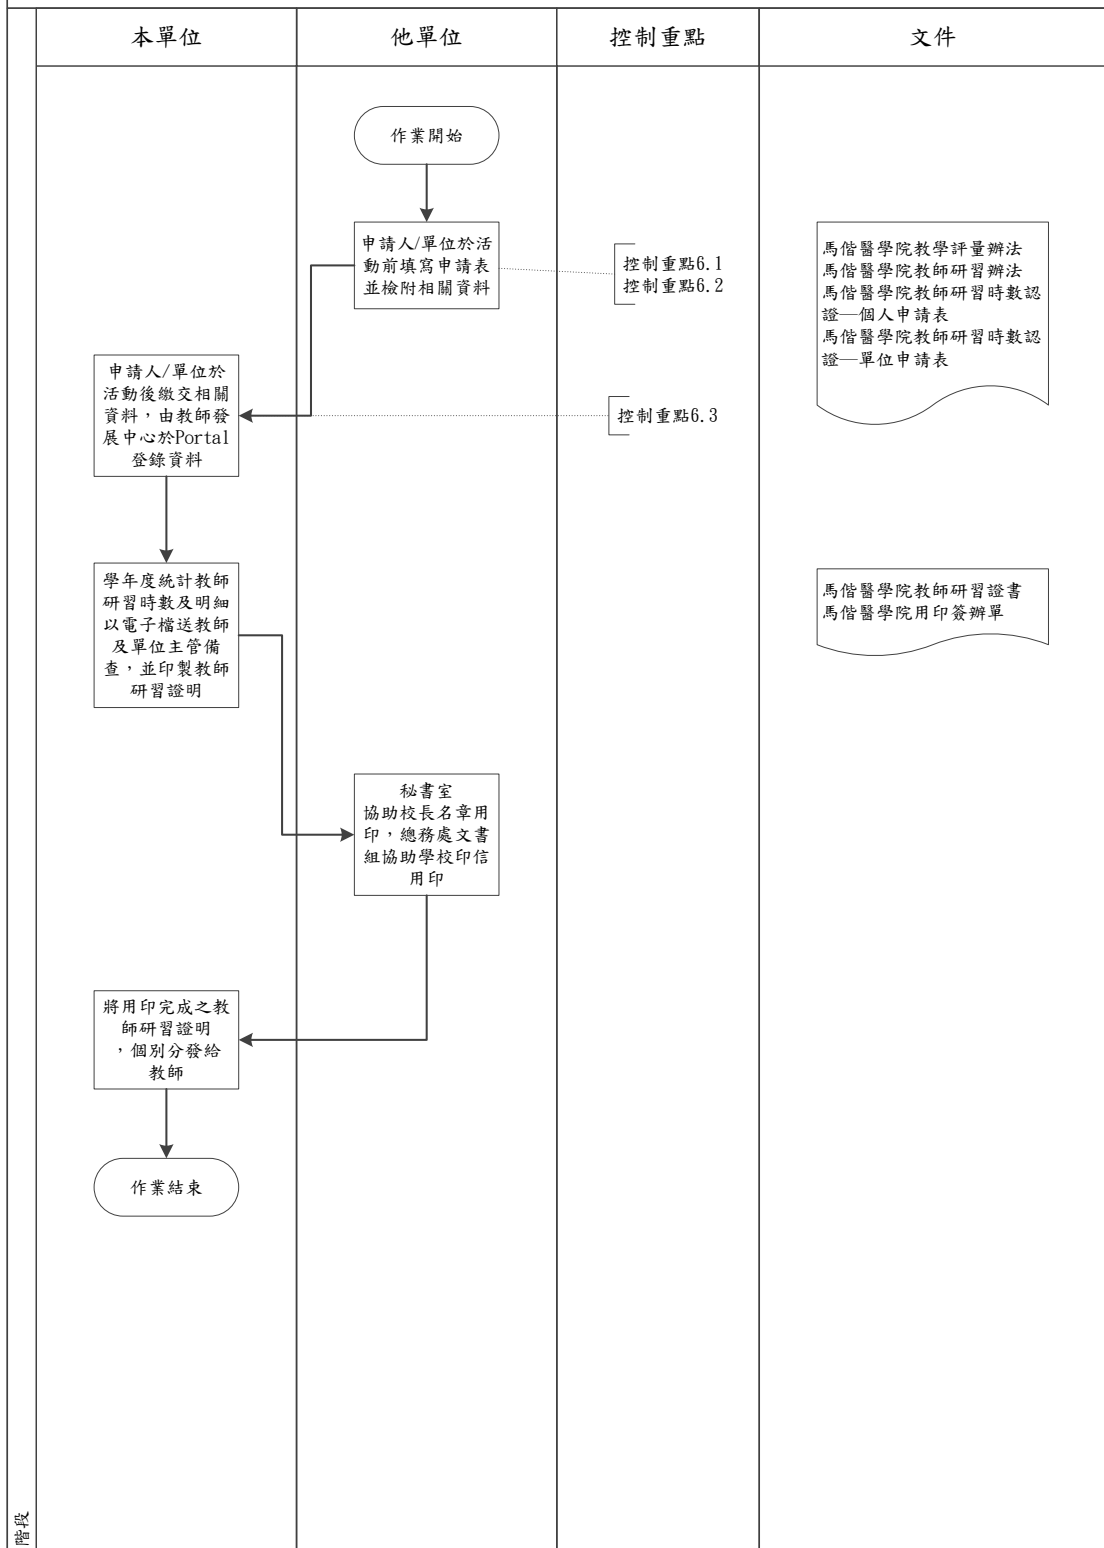 本單位
他單位
控制重點
文件
作業開始
申請人/單位於活
動前填寫申請表
並檢附相關資料
控制重點6.1
控制重點6.2
馬偕醫學院教學評量辦法
馬偕醫學院教師研習辦法
馬偕醫學院教師研習時數認
證—個人申請表
馬偕醫學院教師研習時數認
證—單位申請表
申請人/單位於
活動後繳交相關
資料，由教師發
展中心於Portal
登錄資料
控制重點6.3
學年度統計教師
研習時數及明細
以電子檔送教師
及單位主管備
查，並印製教師
研習證明
馬偕醫學院教師研習證書
馬偕醫學院用印簽辦單
秘書室
協助校長名章用
印，總務處文書
組協助學校印信
用印
將用印完成之教
師研習證明
，個別分發給
教師
作業結束
階段